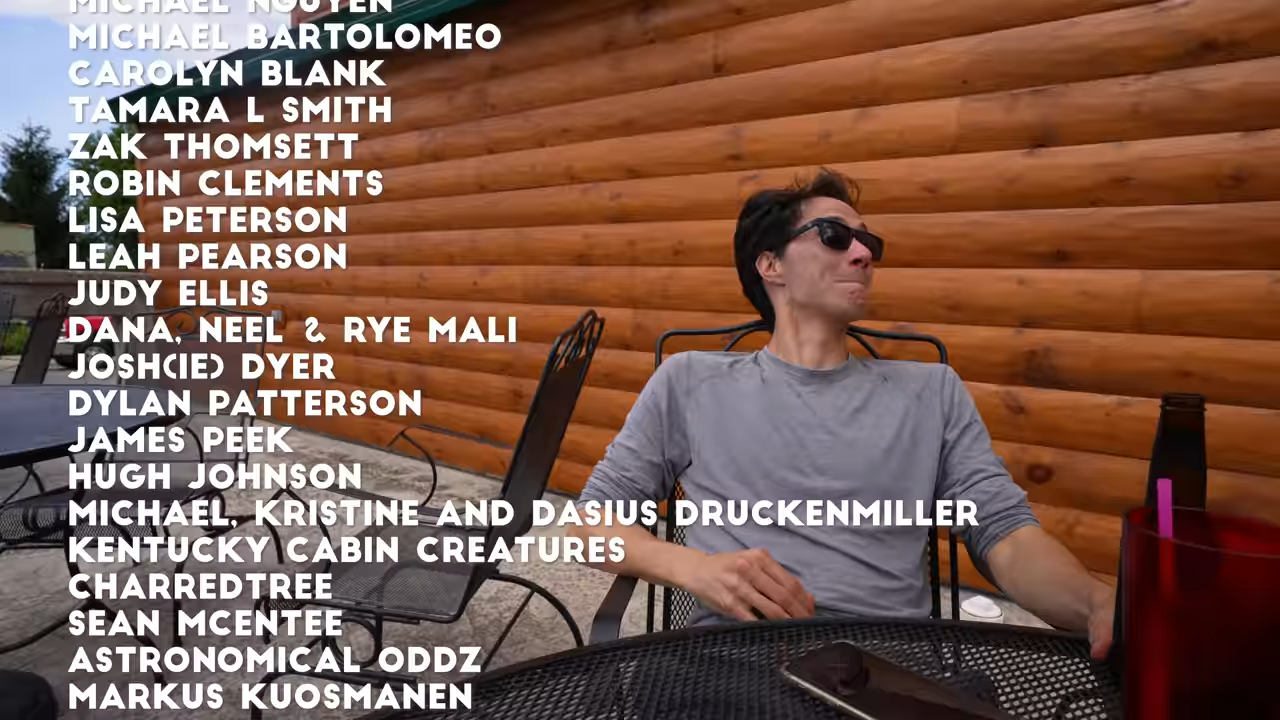 MICHAEL NGUYEN
MICHAEL BARTOLOMEO
CAROLYN BLANK
TAMARA L SMITH
ZAK THOMSETT
ROBIN CLEMENTS
LISA PETERSON
LEAH PEARSON
JUDY ELLIS
DANA, NEEL & RYE MALI
JOSH(IE) DYER
DYLAN PATTERSON
JAMES PEEK
HUGH JOHNSON
MICHAEL, KRISTINE AND DASIUS DRUCKENMILLER
KENTUCKY CABIN CREATURES
CHARREDTREE
SEAN MCENTEE
ASTRONOMICAL ODDZ
MARKUS KUOSMANEN